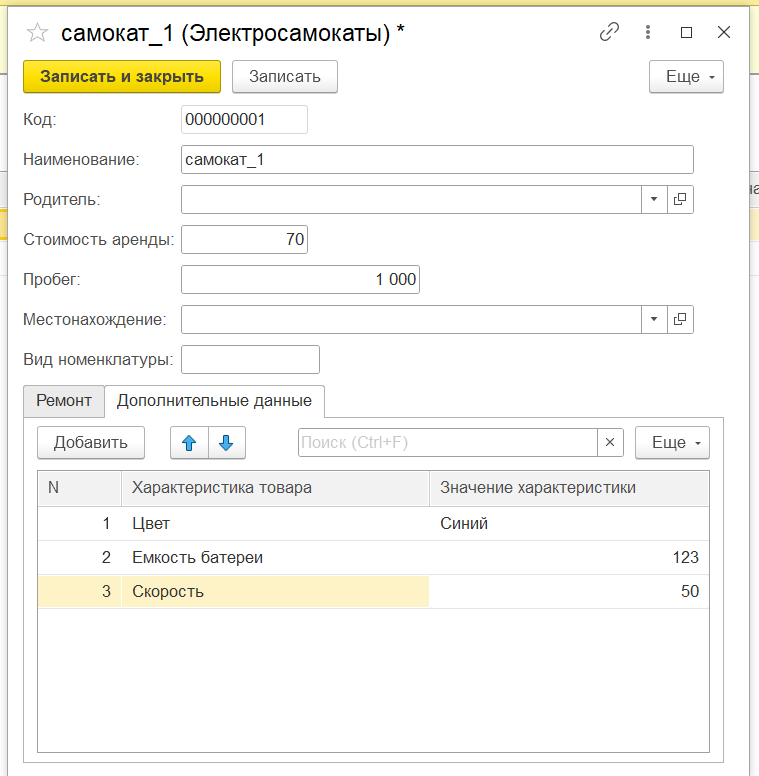 самокат_1 (Электросамокаты) *
Записать и закрыть Записать Еще
Код: 000000001
Наименование: самокат_1
Родитель:
Стоимость аренды: 70
Пробег: 1 000
Местонахождение:
Вид номенклатуры:
Ремонт Дополнительные данные
Добавить Поиск (Ctrl+F) × Еще
N Характеристика товара Значение характеристики
1 Цвет Синий
2 Емкость батереи 123
3 Скорость 50